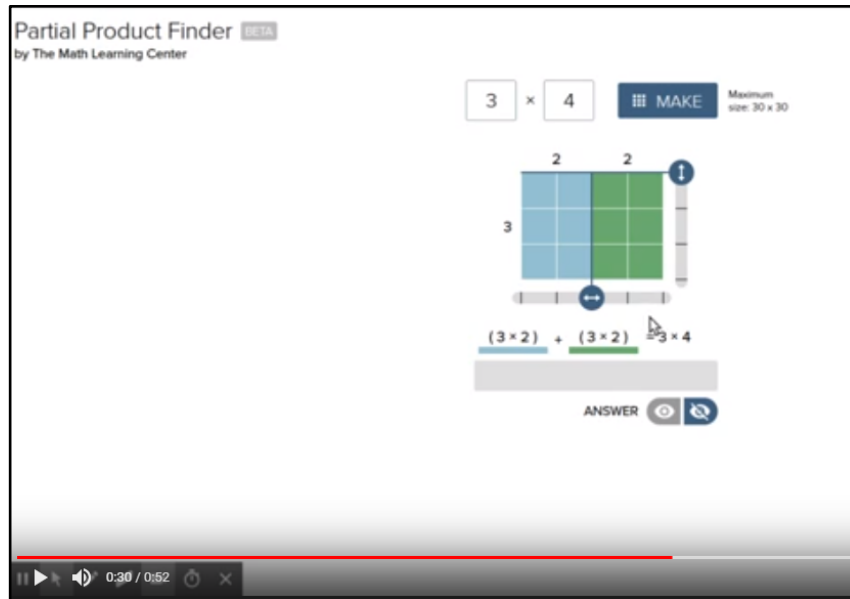 Partial Product Finder BETA
by The Math Learning Center
3 × 4 MAKE Maximum
size: 30 x 30
2 2
3
(3 × 2) + (3 × 2) = 3 × 4
ANSWER
0:30 / 0:52